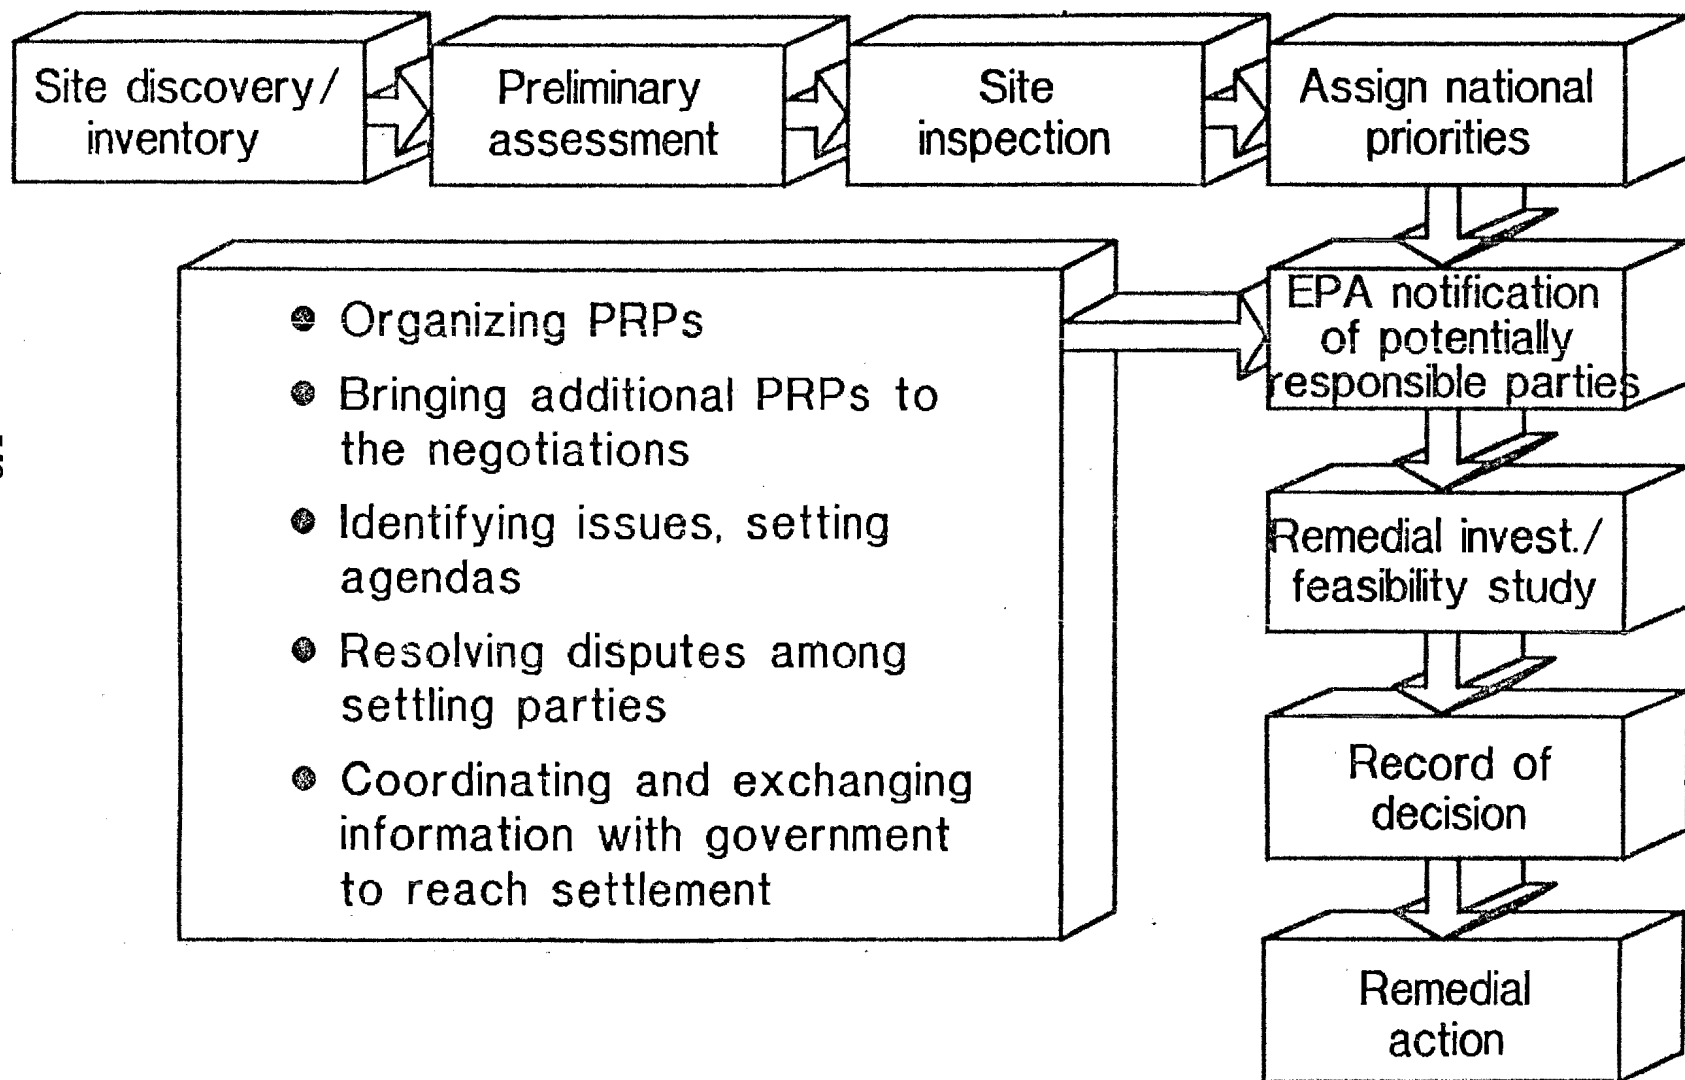 Site discovery/
inventory
Preliminary
assessment
Site
inspection
Assign national
priorities
EPA notification
of potentially
responsible parties
Remedial invest./
feasibility study
Record of
decision
Remedial
action
● Organizing PRPs
● Bringing additional PRPs to
the negotiations
● Identifying issues, setting
agendas
● Resolving disputes among
settling parties
● Coordinating and exchanging
information with government
to reach settlement